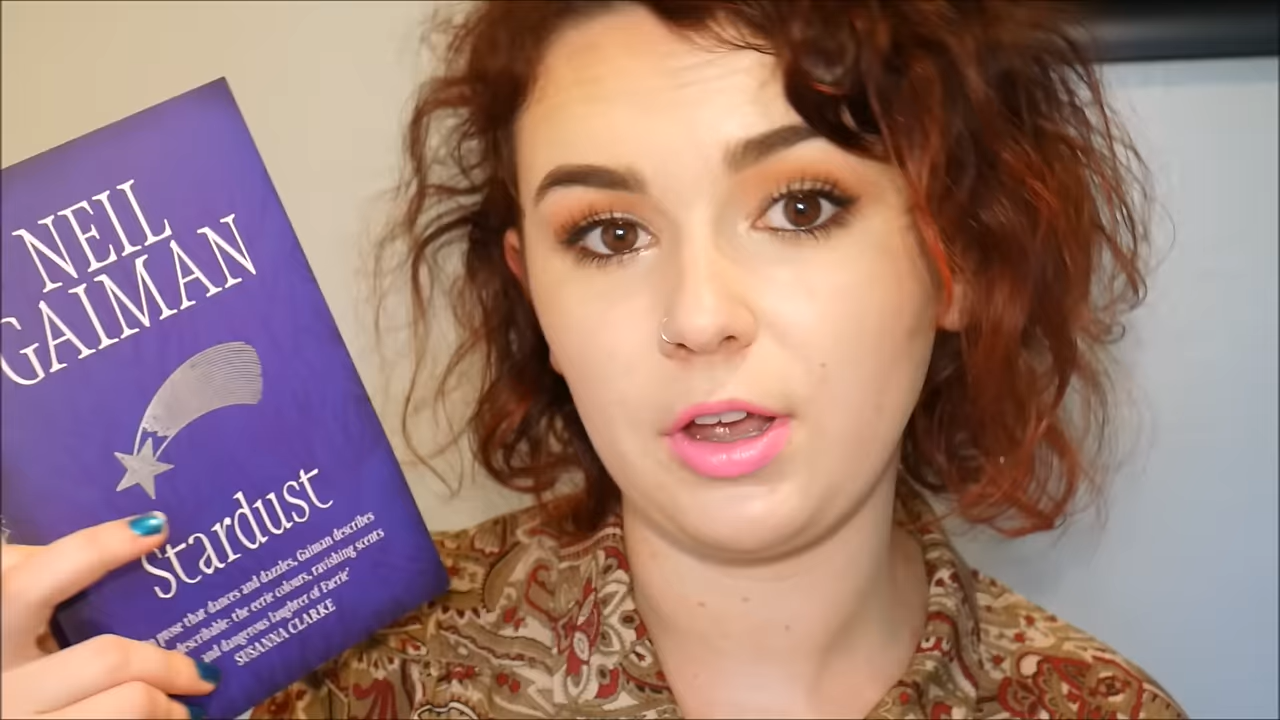 NEIL
GAIMAN
Stardust
prose that dances and dazzles, Gaiman describes
describable: the eerie colours, ravishing scents
and dangerous laughter of Faerie'
SUSANNA CLARKE